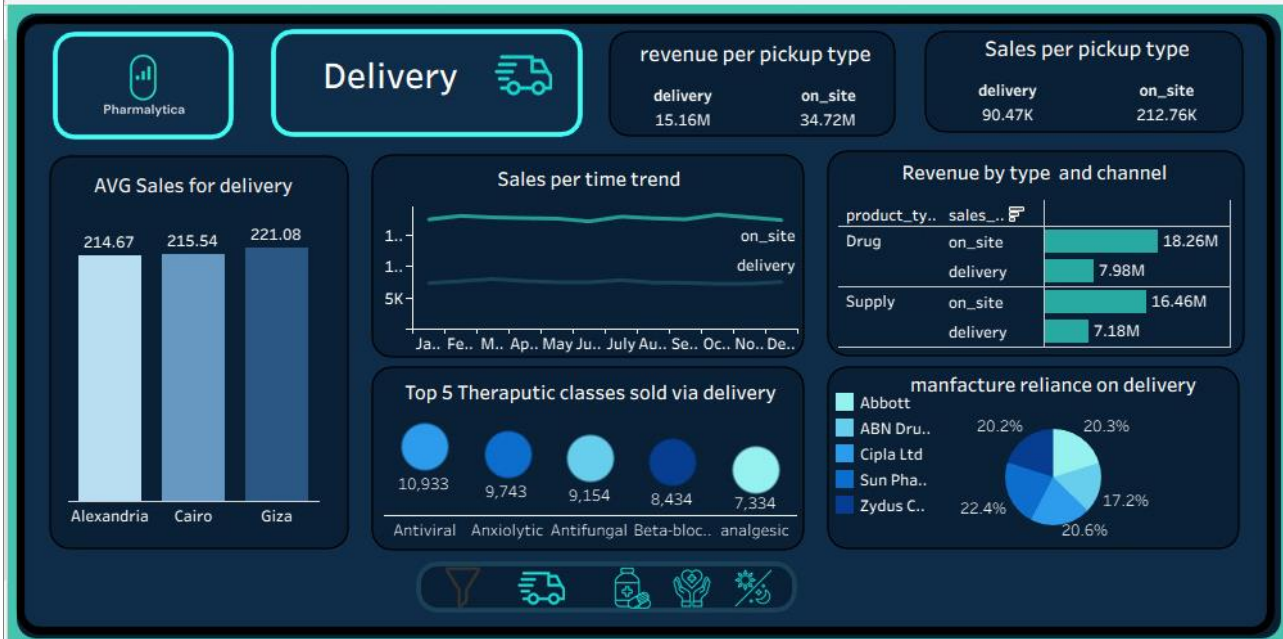 Pharmalytica
Delivery
revenue per pickup type
delivery on_site
15.16M 34.72M
Sales per pickup type
delivery on_site
90.47K 212.76K
AVG Sales for delivery
214.67 215.54 221.08
Alexandria Cairo Giza
Sales per time trend
1..
1..
5K
on_site
delivery
Ja.. Fe.. M.. Ap.. May Ju.. July Au.. Se.. Oc.. No.. De..
Revenue by type and channel
product_ty.. sales_..
Drug on_site 18.26M
delivery 7.98M
Supply on_site 16.46M
delivery 7.18M
Top 5 Theraputic classes sold via delivery
10,933 9,743 9,154 8,434 7,334
Antiviral Anxiolytic Antifungal Beta-bloc.. analgesic
manfacture reliance on delivery
Abbott
ABN Dru..
Cipla Ltd
Sun Pha..
Zydus C..
20.2% 20.3%
22.4% 17.2%
20.6%